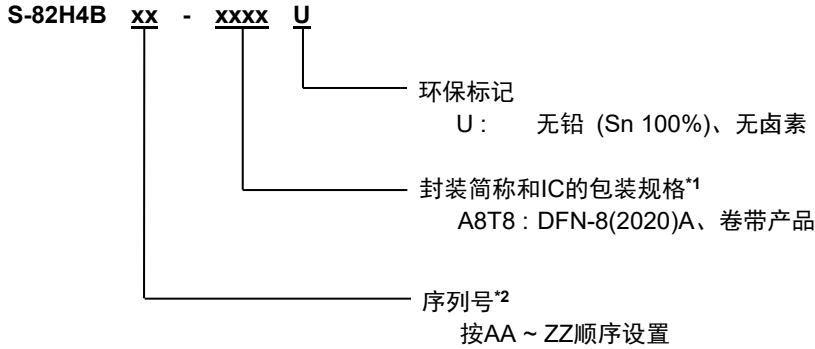 S-82H4B xx - xxxx U
环保标记
U : 无铅 (Sn 100%)、无卤素
封装简称和IC的包装规格*1
A8T8 : DFN-8(2020)A、卷带产品
序列号*2
按AA ~ ZZ顺序设置